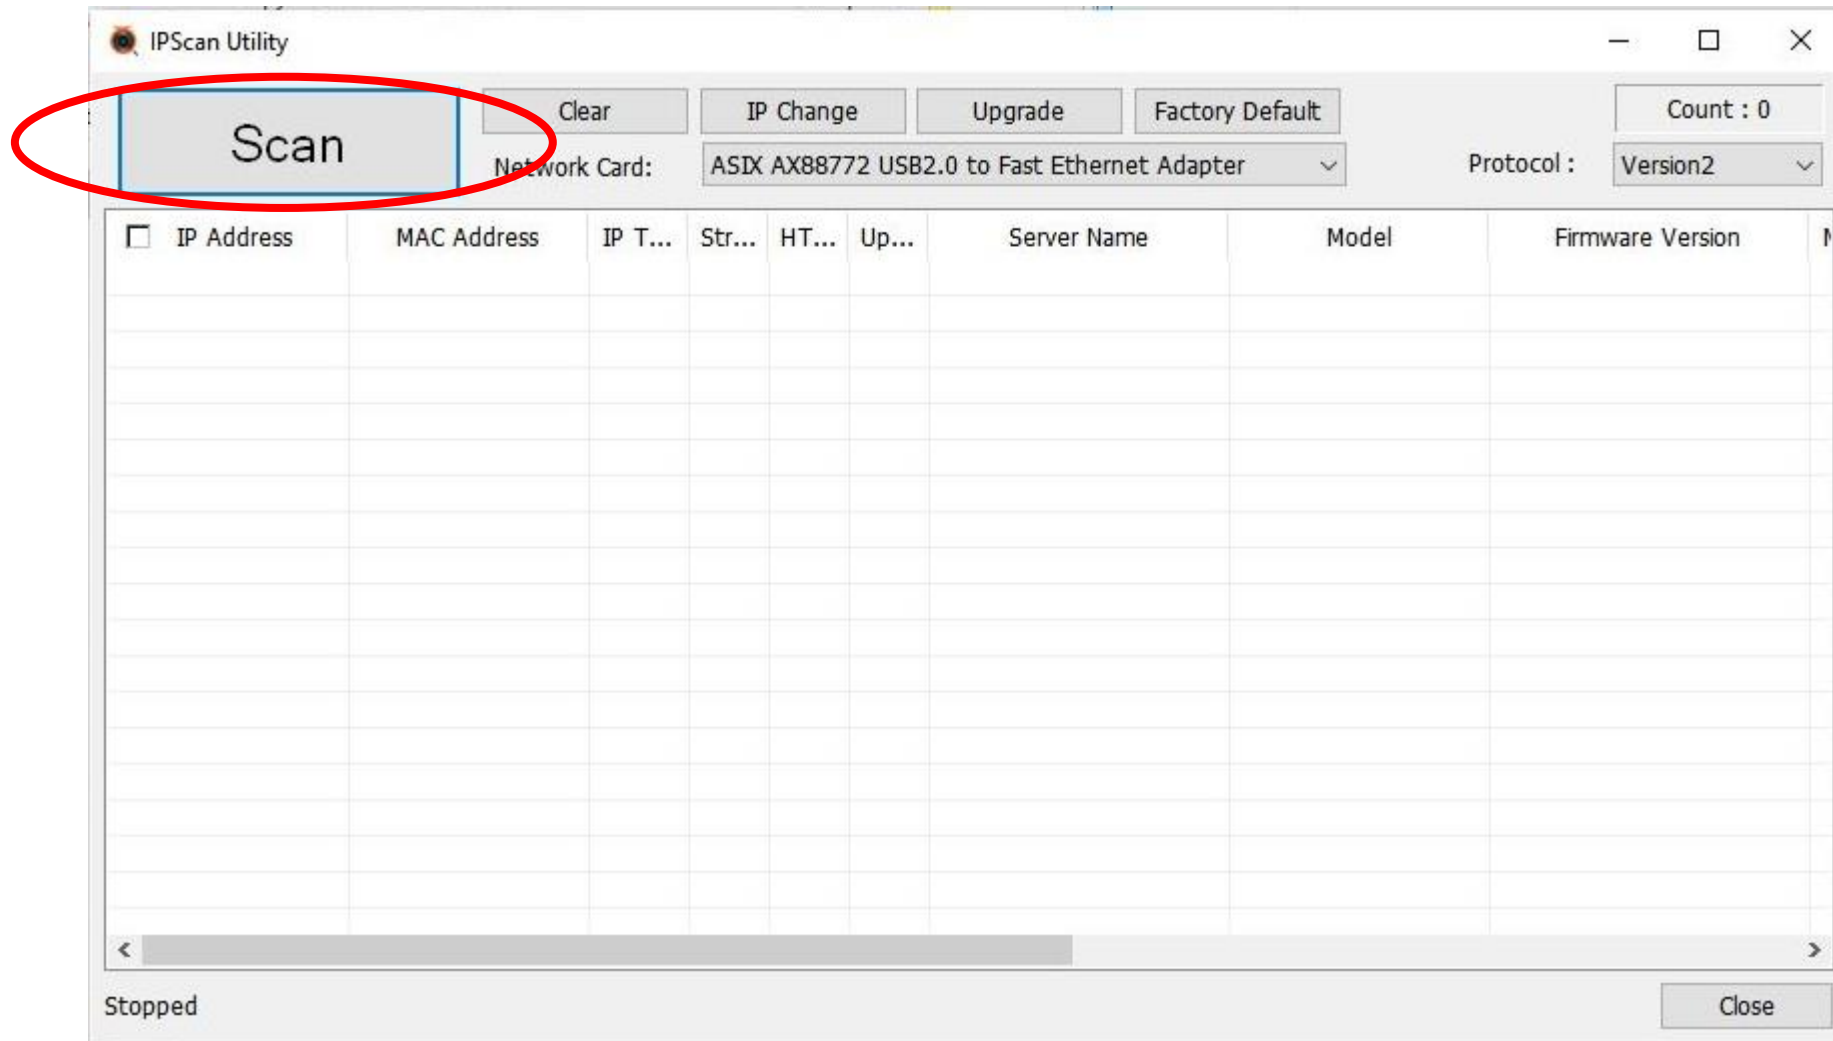 IPScan Utility
Scan
Clear
IP Change
Upgrade
Factory Default
Count : 0
Network Card:
ASIX AX88772 USB2.0 to Fast Ethernet Adapter
Protocol :
Version2
IP Address MAC Address IP T... Str... HT... Up... Server Name Model Firmware Version
Stopped
Close